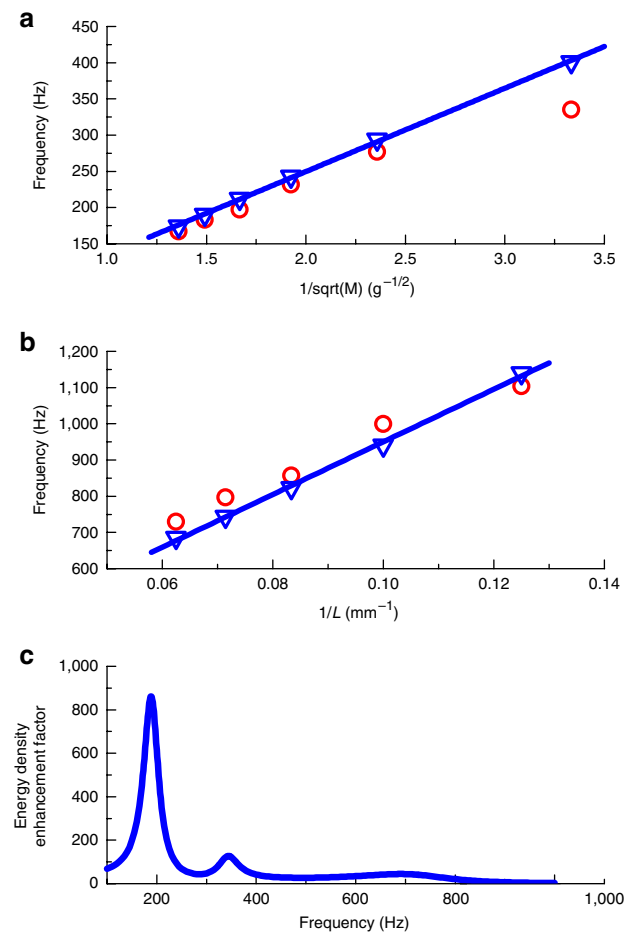 a
450
400
350
300
250
200
150
Frequency (Hz)
1.0 1.5 2.0 2.5 3.0 3.5
1/sqrt(M) (g⁻¹/²)
b
1,200
1,100
1,000
900
800
700
600
Frequency (Hz)
0.06 0.08 0.10 0.12 0.14
1/L (mm⁻¹)
c
1,000
800
600
400
200
0
Energy density
enhancement factor
200 400 600 800 1,000
Frequency (Hz)